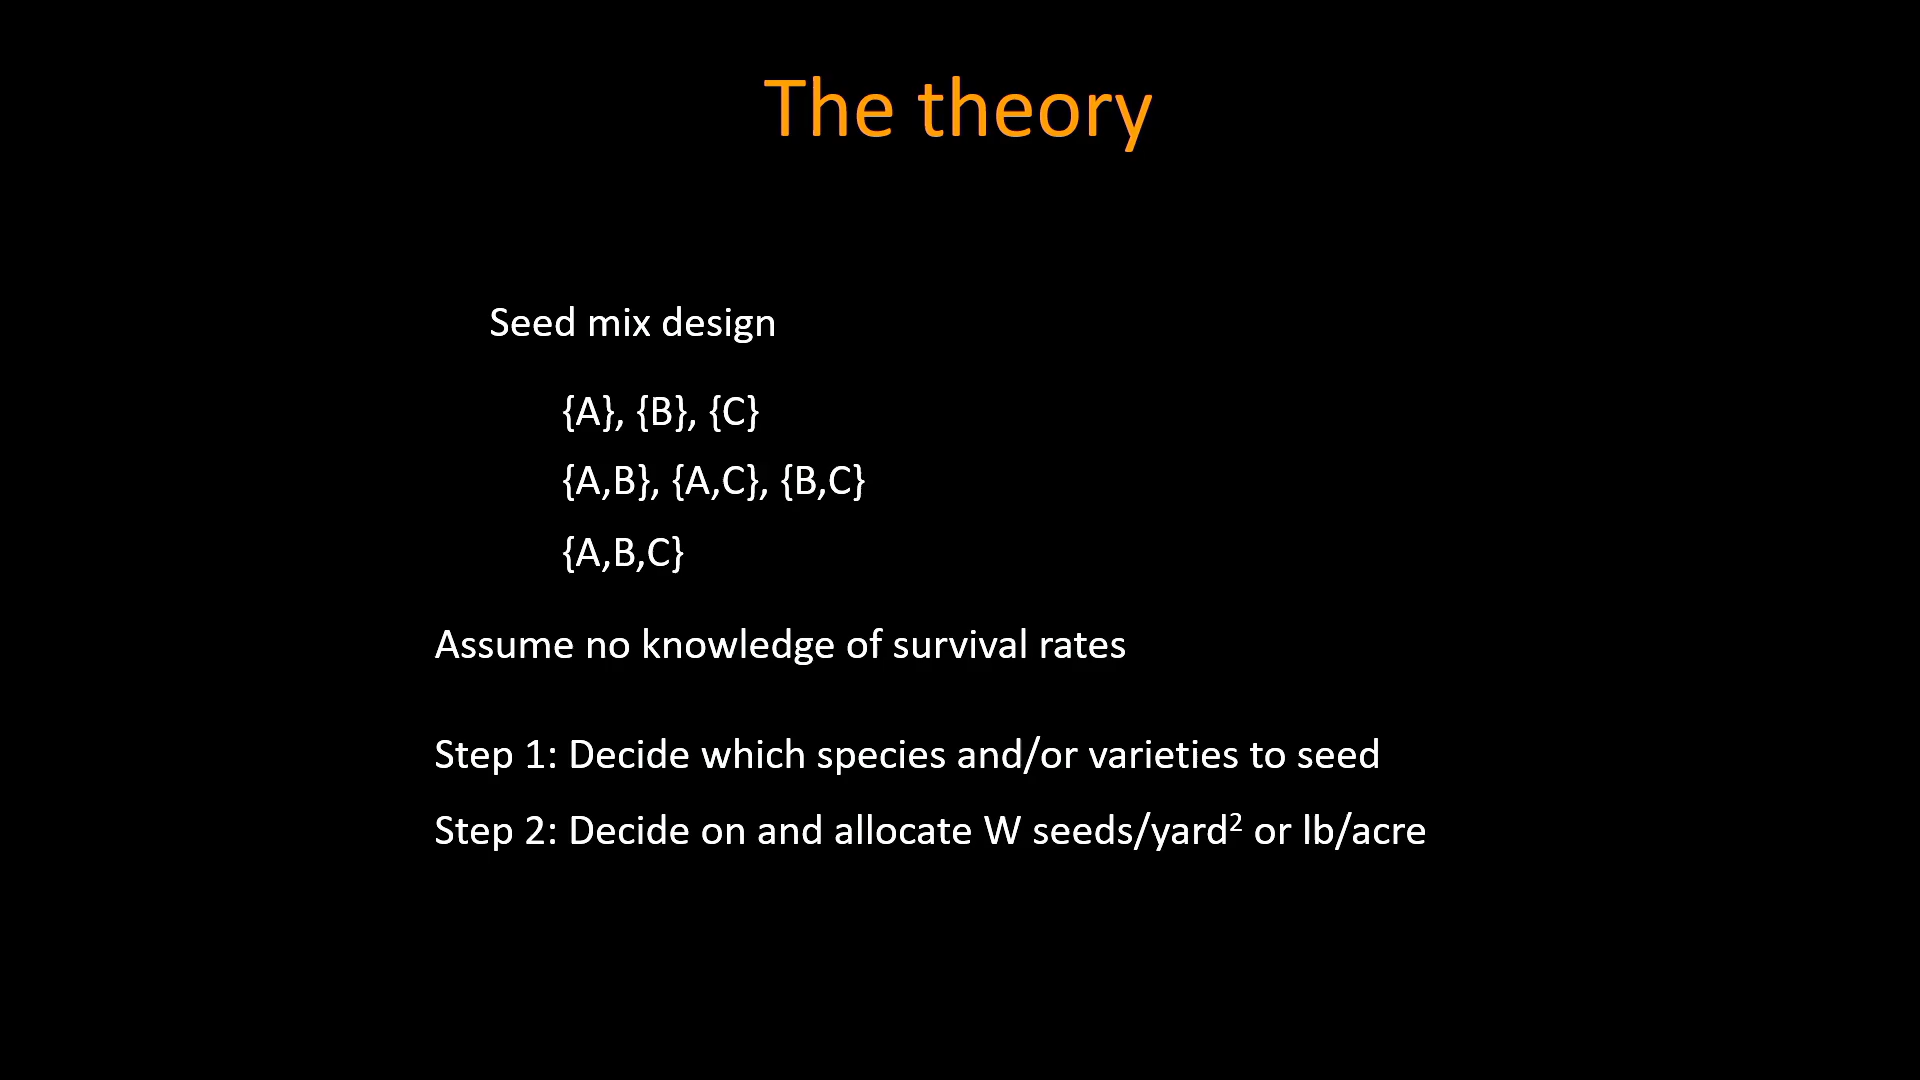 The theory
Seed mix design
{A}, {B}, {C}
{A,B}, {A,C}, {B,C}
{A,B,C}
Assume no knowledge of survival rates
Step 1: Decide which species and/or varieties to seed
Step 2: Decide on and allocate W seeds/yard² or lb/acre